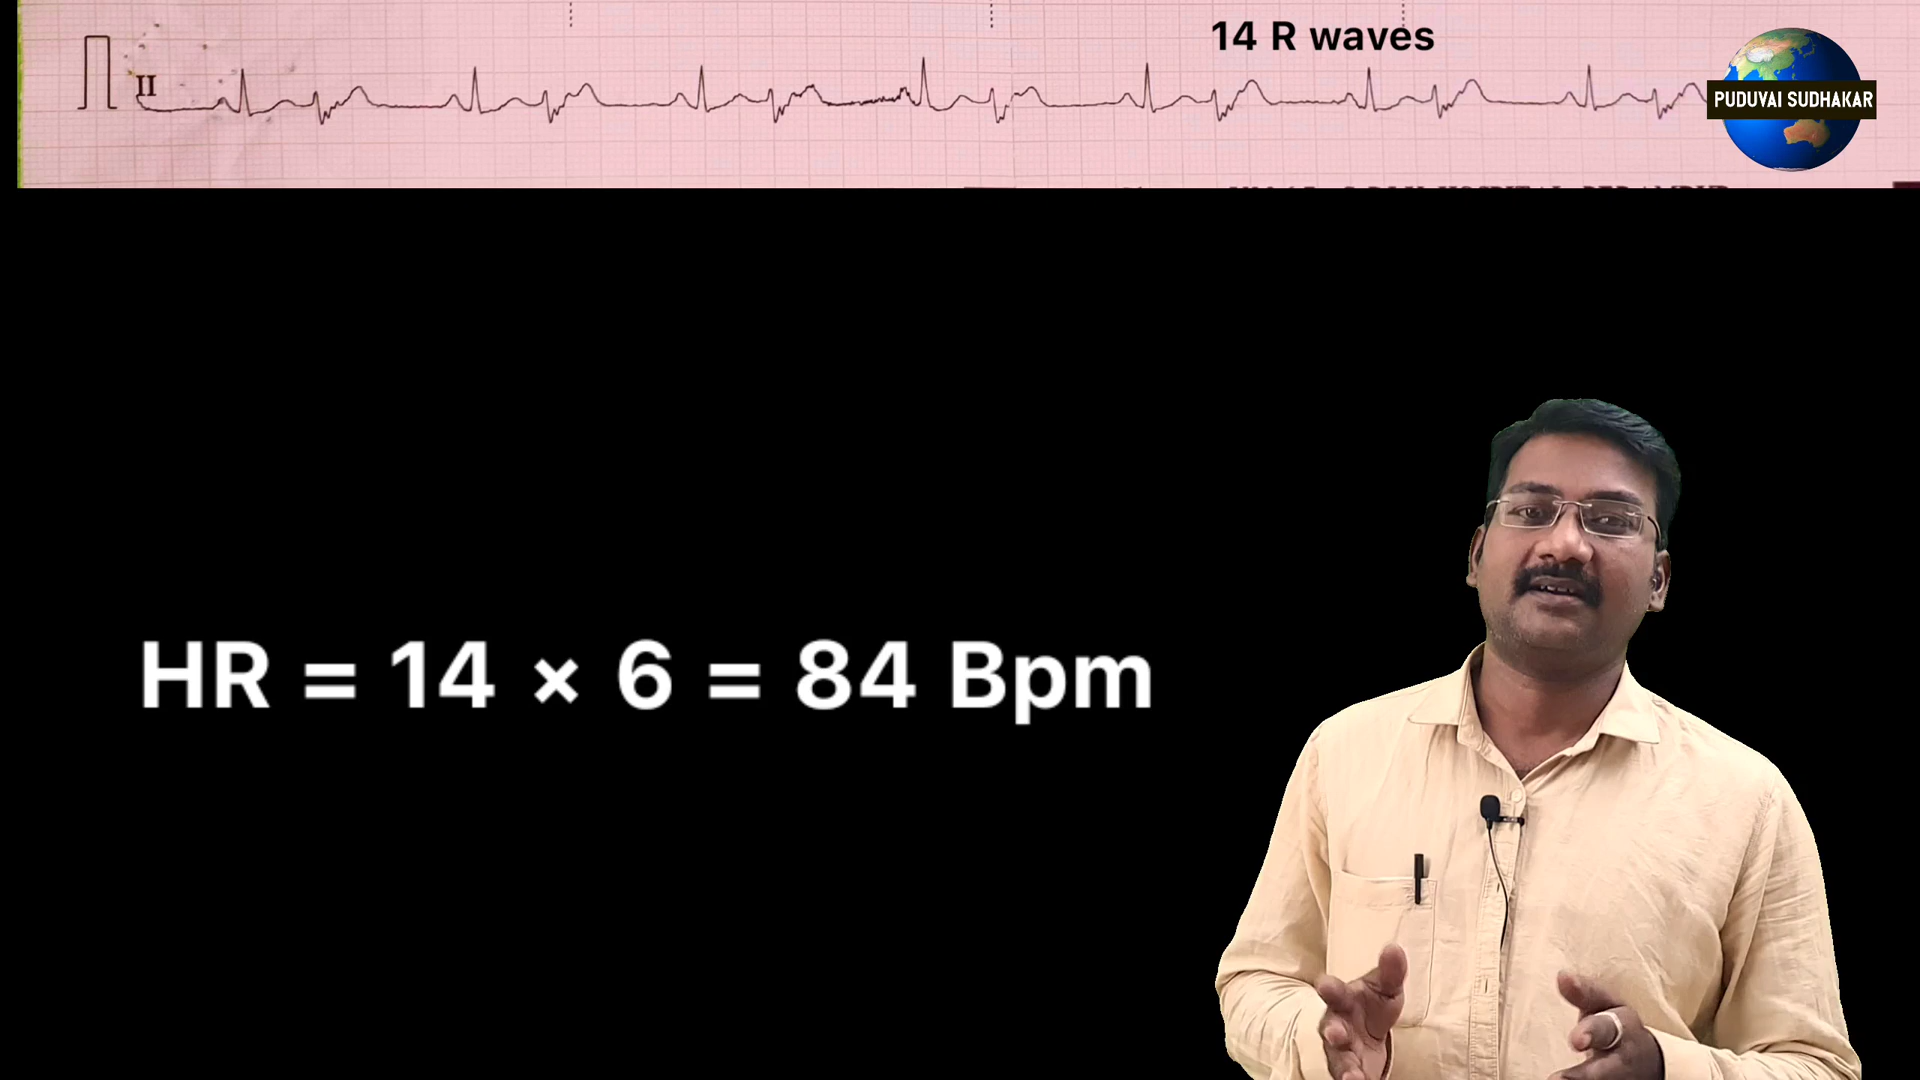 14 R waves
II
PUDUVAI SUDHAKAR
HR = 14 × 6 = 84 Bpm